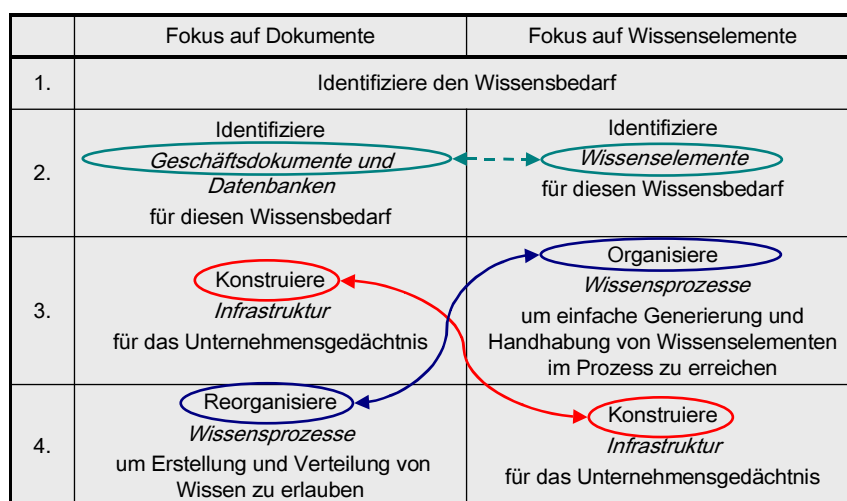 Fokus auf Dokumente
Fokus auf Wissenselemente
1.
Identifiziere den Wissensbedarf
2.
Identifiziere
Geschäftsdokumente und
Datenbanken
für diesen Wissensbedarf
Identifiziere
Wissenselemente
für diesen Wissensbedarf
3.
Konstruiere
Infrastruktur
für das Unternehmensgedächtnis
Organisiere
Wissensprozesse
um einfache Generierung und
Handhabung von Wissenselementen
im Prozess zu erreichen
4.
Reorganisiere
Wissensprozesse
um Erstellung und Verteilung von
Wissen zu erlauben
Konstruiere
Infrastruktur
für das Unternehmensgedächtnis